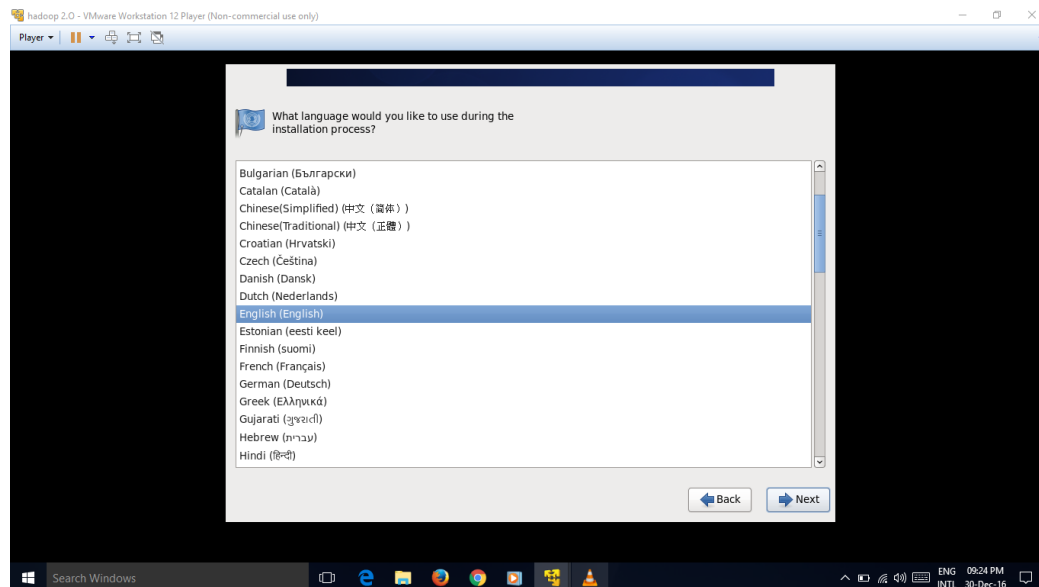 hadoop 2.O - VMware Workstation 12 Player (Non-commercial use only)
Player
What language would you like to use during the
installation process?
Bulgarian (Български)
Catalan (Català)
Chinese(Simplified) (中文（简体）)
Chinese(Traditional) (中文（正體）)
Croatian (Hrvatski)
Czech (Čeština)
Danish (Dansk)
Dutch (Nederlands)
English (English)
Estonian (eesti keel)
Finnish (suomi)
French (Français)
German (Deutsch)
Greek (Ελληνικά)
Gujarati (ગુજરાતી)
Hebrew (עברית)
Hindi (हिन्दी)
Back
Next
Search Windows
ENG 09:24 PM
INTL 30-Dec-16